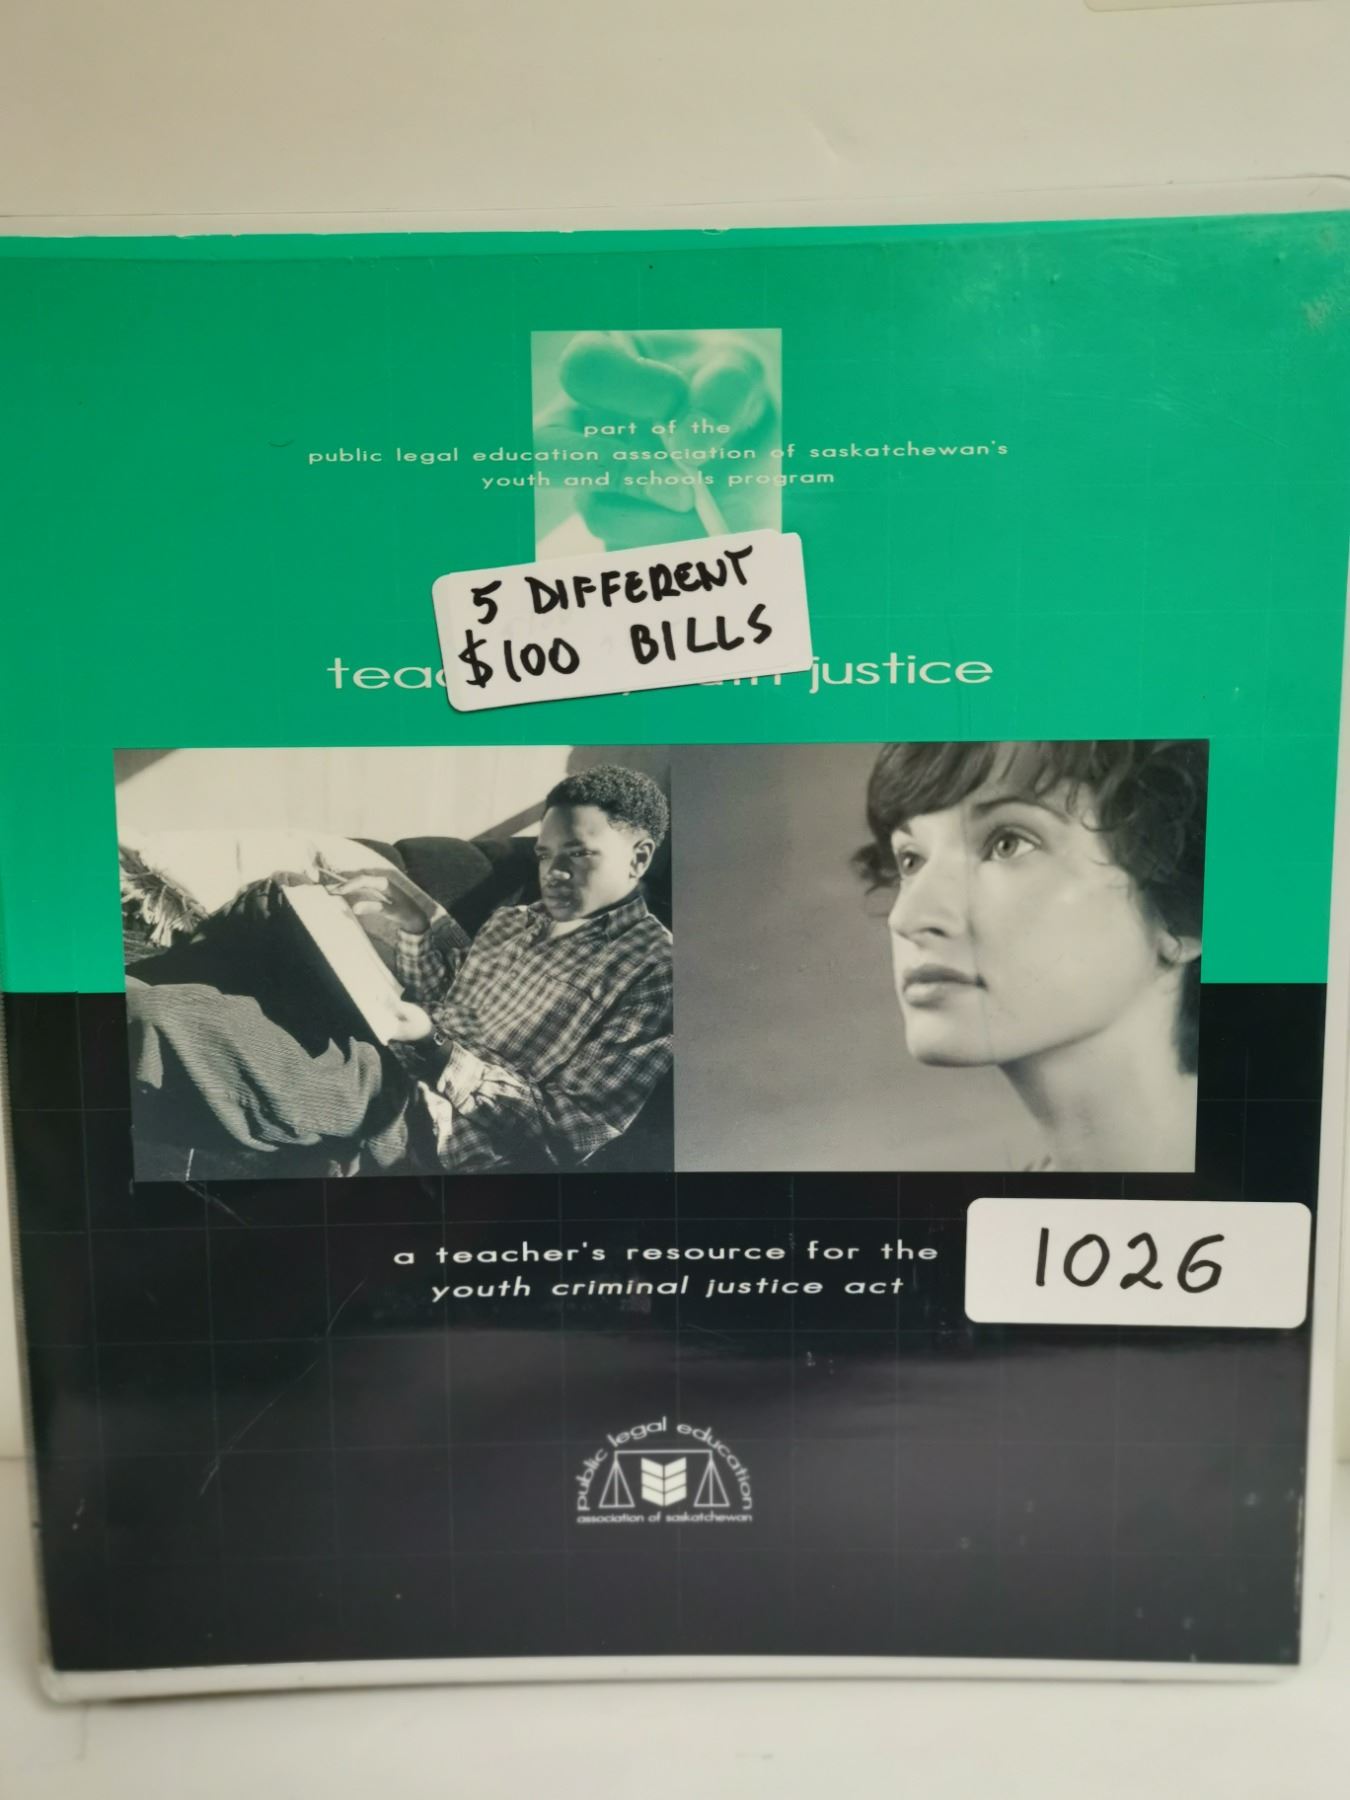 part of the
public legal education association of saskatchewan's
youth and schools program
5 DIFFERENT
$100 BILLS
justice
a teacher's resource for the
youth criminal justice act
1026
public legal education
association of saskatchewan